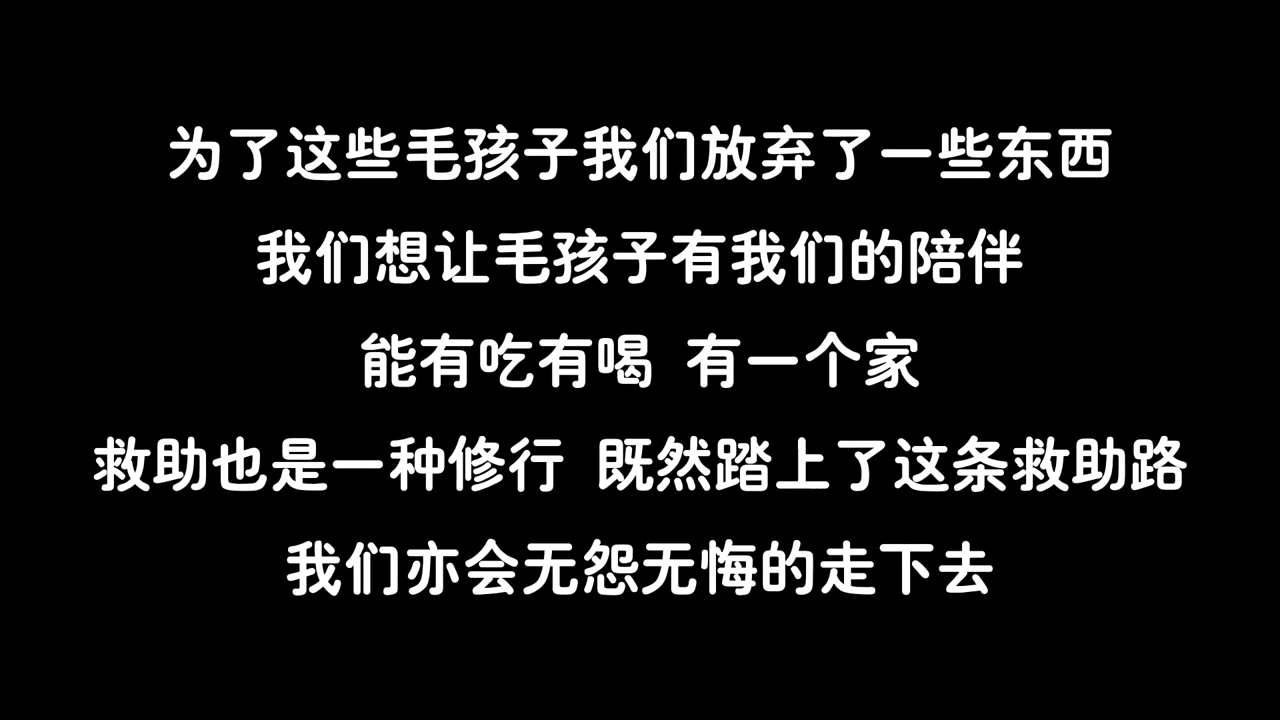 为了这些毛孩子我们放弃了一些东西
我们想让毛孩子有我们的陪伴
能有吃有喝 有一个家
救助也是一种修行 既然踏上了这条救助路
我们亦会无怨无悔的走下去